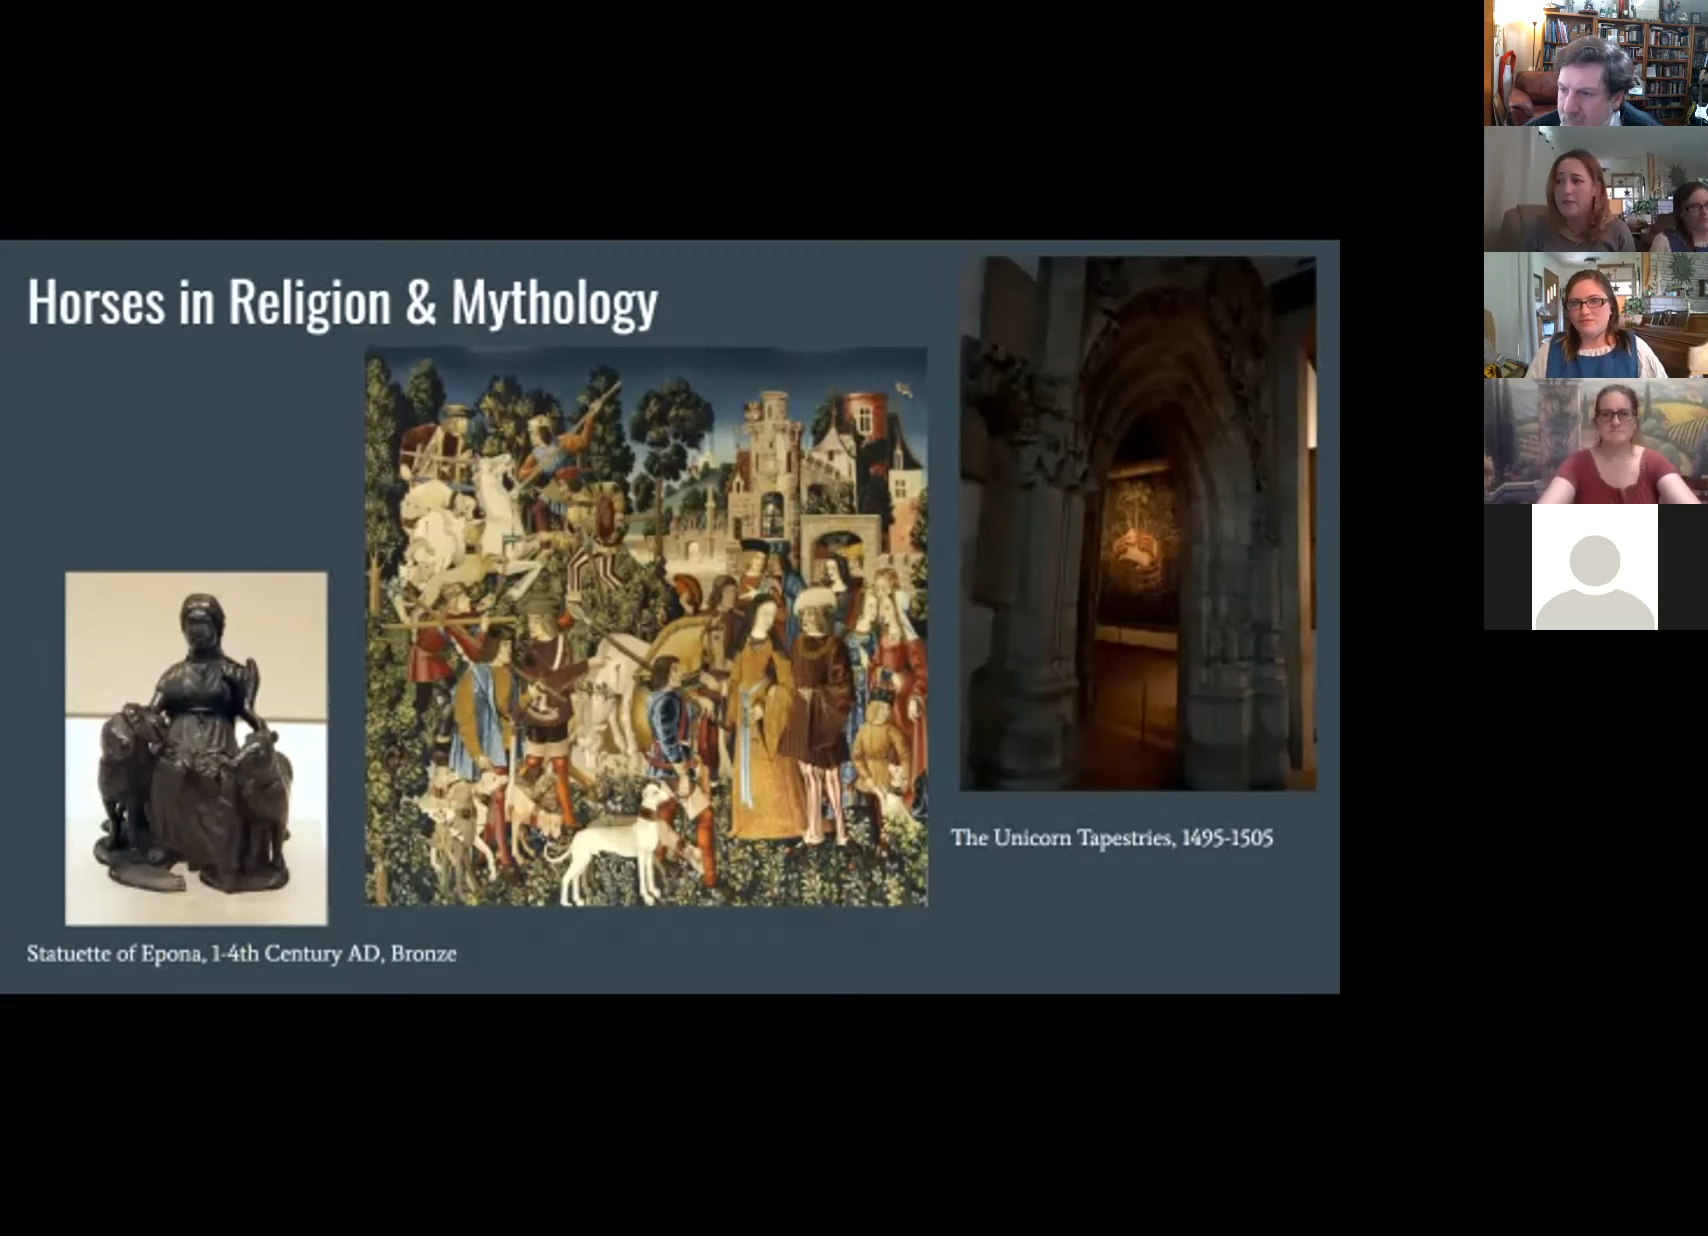 Horses in Religion & Mythology
The Unicorn Tapestries, 1495-1505
Statuette of Epona, 1-4th Century AD, Bronze